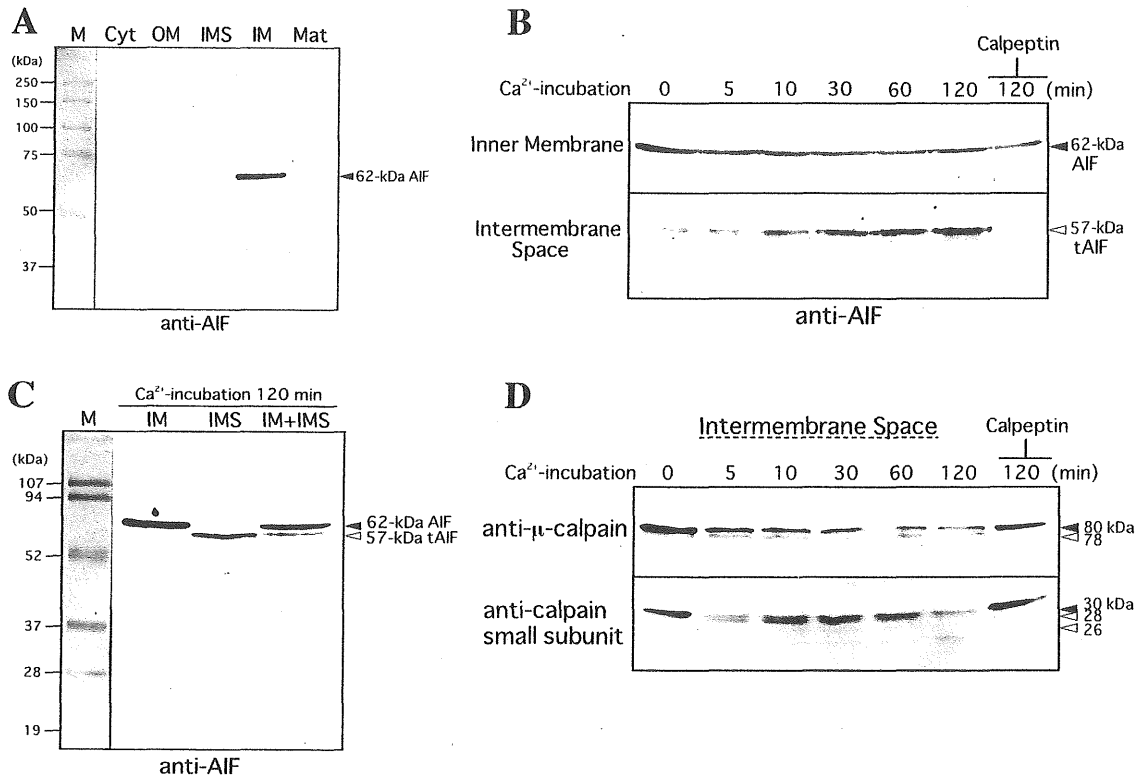 A
M Cyt OM IMS IM Mat
(kDa)
250
150
100
75
50
37
62-kDa AIF
anti-AIF
B
Calpeptin
Ca²⁺-incubation 0 5 10 30 60 120 120 (min)
Inner Membrane
62-kDa
AIF
Intermembrane
Space
57-kDa
tAIF
anti-AIF
C
Ca²⁺-incubation 120 min
M IM IMS IM+IMS
(kDa)
107
94
52
37
28
19
62-kDa AIF
57-kDa tAIF
anti-AIF
D
Intermembrane Space
Calpeptin
Ca²⁺-incubation 0 5 10 30 60 120 120 (min)
anti-μ-calpain
80 kDa
78
anti-calpain
small subunit
30 kDa
28
26